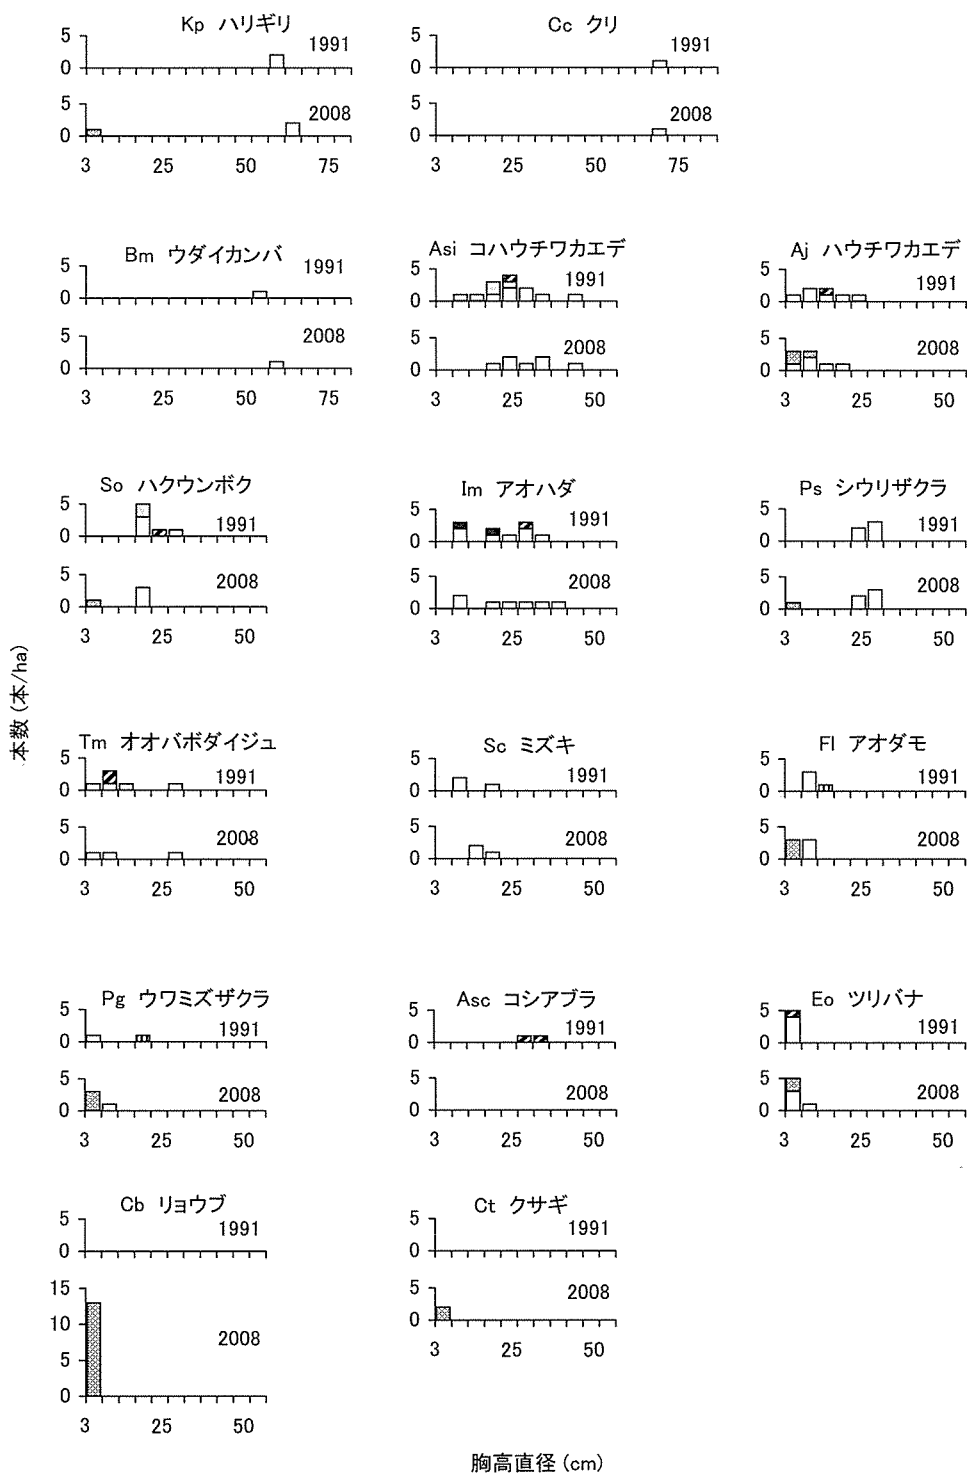 Kp ハリギリ
5
1991
0
5
2008
0
3 25 50 75
Cc クリ
5
1991
0
5
2008
0
3 25 50 75
Bm ウダイカンバ
5
1991
0
5
2008
0
3 25 50 75
Asi コハウチワカエデ
5
1991
0
5
2008
0
3 25 50
Aj ハウチワカエデ
5
1991
0
5
2008
0
3 25 50
So ハクウンボク
5
1991
0
5
2008
0
3 25 50
Im アオハダ
5
1991
0
5
2008
0
3 25 50
Ps シウリザクラ
5
1991
0
5
2008
0
3 25 50
本数 (本/ha)
Tm オオバボダイジュ
5
1991
0
5
2008
0
3 25 50
Sc ミズキ
5
1991
0
5
2008
0
3 25 50
Fl アオダモ
5
1991
0
5
2008
0
3 25 50
Pg ウワミズザクラ
5
1991
0
5
2008
0
3 25 50
Asc コシアブラ
5
1991
0
5
2008
0
3 25 50
Eo ツリバナ
5
1991
0
5
2008
0
3 25 50
Cb リョウブ
5
1991
0
15
10
2008
5
0
3 25 50
Ct クサギ
5
1991
0
5
2008
0
3 25 50
胸高直径 (cm)